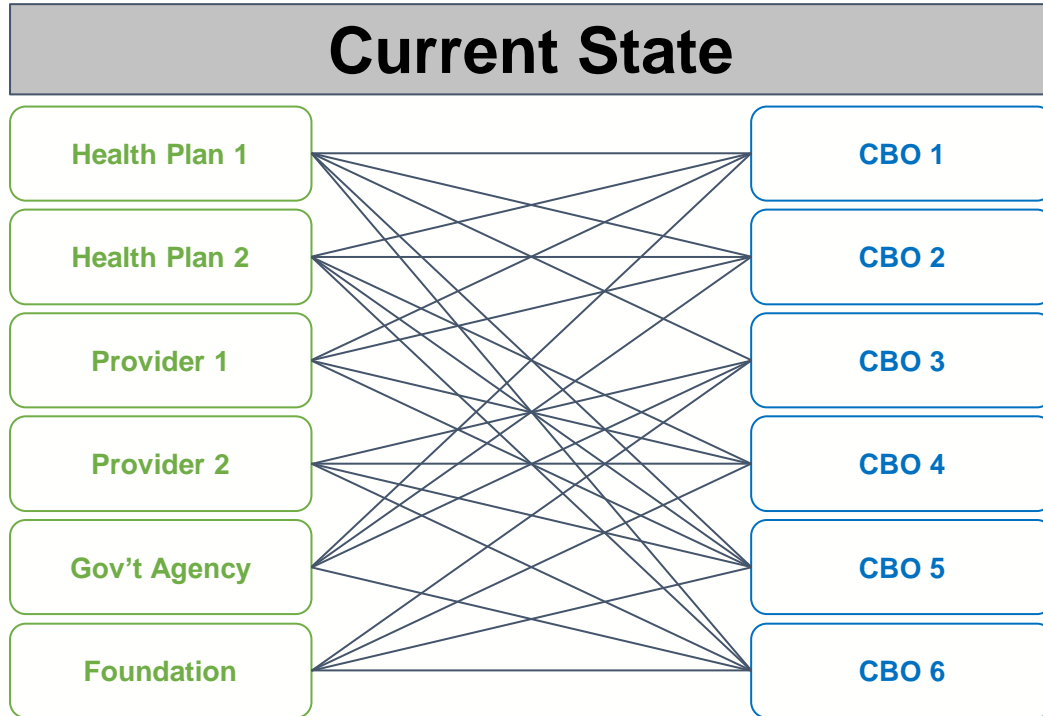 Current State
Health Plan 1
CBO 1
Health Plan 2
CBO 2
Provider 1
CBO 3
Provider 2
CBO 4
Gov’t Agency
CBO 5
Foundation
CBO 6